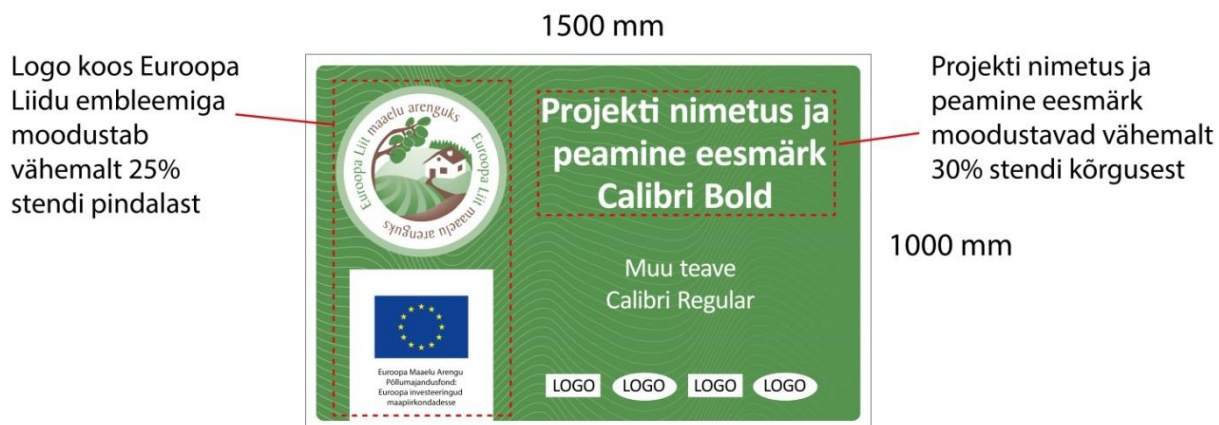 1500 mm
Logo koos Euroopa
Liidu embleemiga
moodustab
vähemalt 25%
stendi pindalast
Euroopa Liit maaelu arenguks
Euroopa Liit maaelu arenguks
Euroopa Maaelu Arengu
Põllumajandusfond:
Euroopa investeeringud
maapiirkondadesse
Projekti nimetus ja
peamine eesmärk
Calibri Bold
Muu teave
Calibri Regular
LOGO LOGO LOGO LOGO
Projekti nimetus ja
peamine eesmärk
moodustavad vähemalt
30% stendi kõrgusest
1000 mm